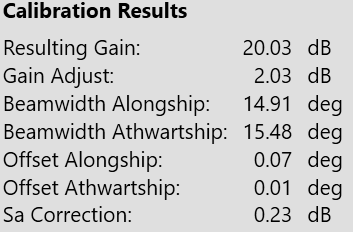 Calibration Results
Resulting Gain: 20.03 dB
Gain Adjust: 2.03 dB
Beamwidth Alongship: 14.91 deg
Beamwidth Athwartship: 15.48 deg
Offset Alongship: 0.07 deg
Offset Athwartship: 0.01 deg
Sa Correction: 0.23 dB